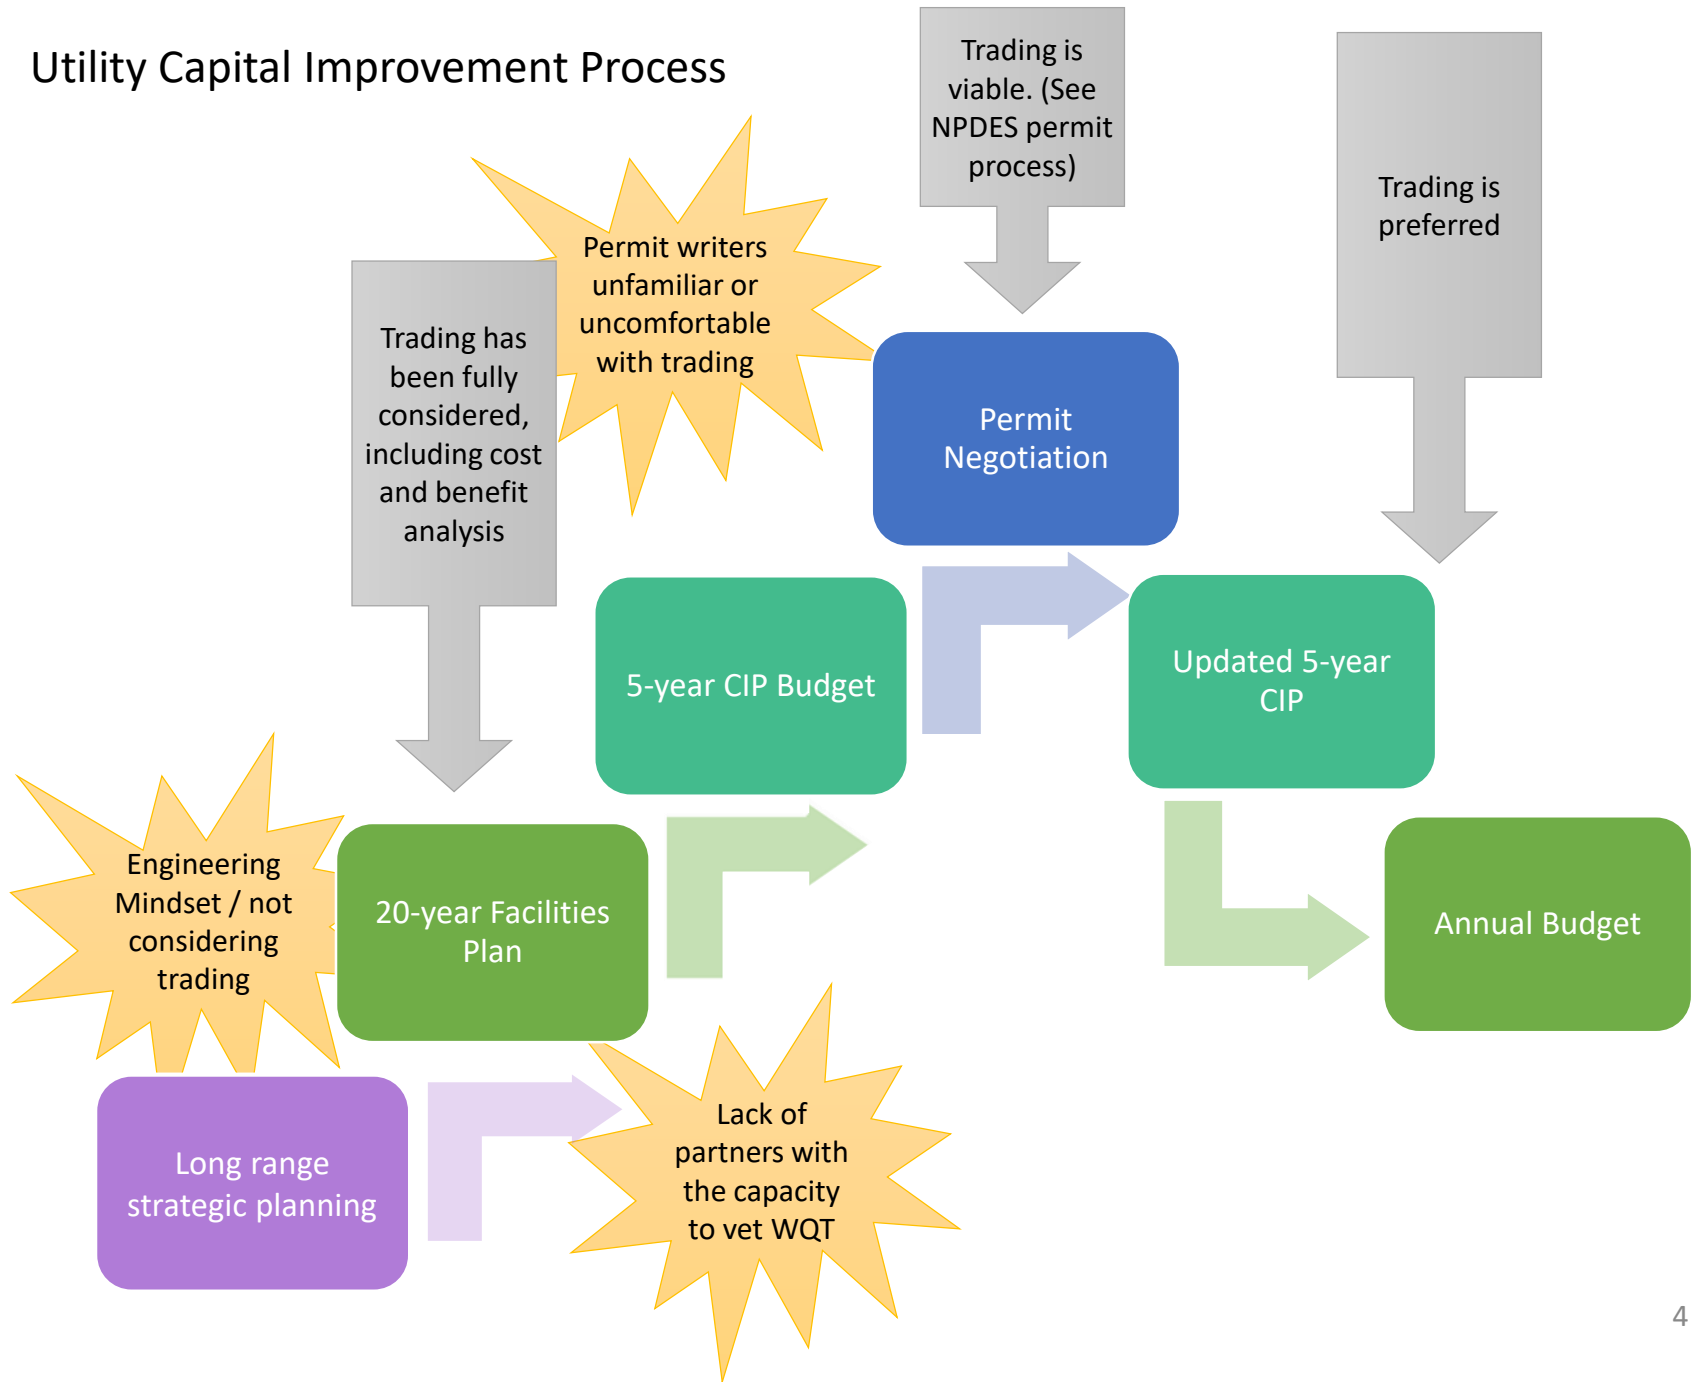 Utility Capital Improvement Process
Trading is
viable. (See
NPDES permit
process)
Trading is
preferred
Permit writers
unfamiliar or
uncomfortable
with trading
Trading has
been fully
considered,
including cost
and benefit
analysis
Permit
Negotiation
5-year CIP Budget
Updated 5-year
CIP
Engineering
Mindset / not
considering
trading
20-year Facilities
Plan
Annual Budget
Long range
strategic planning
Lack of
partners with
the capacity
to vet WQT
4